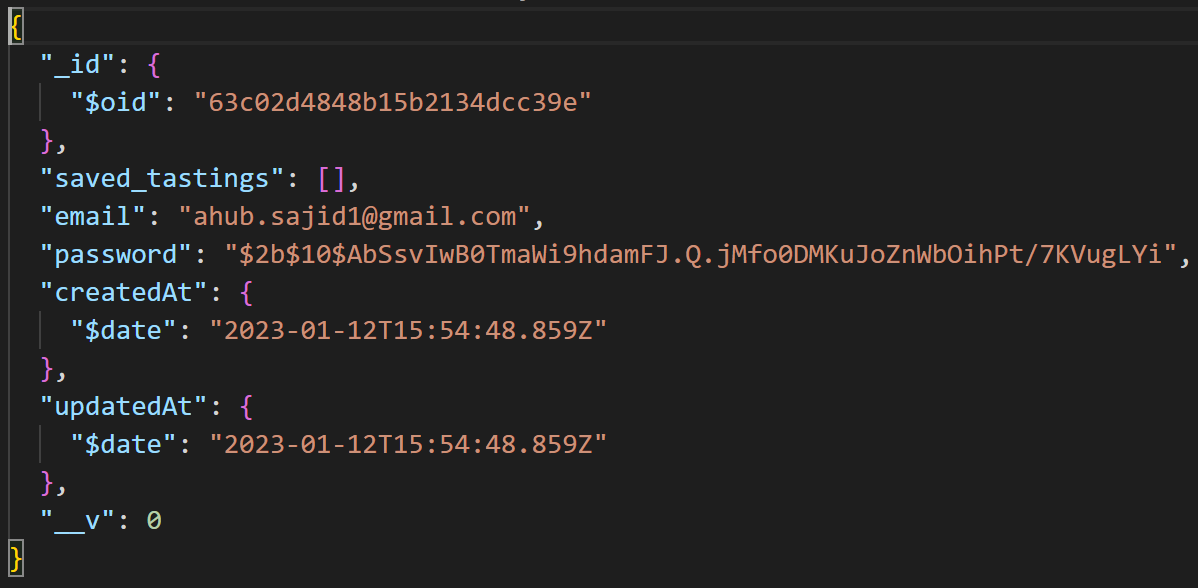 {
  "_id": {
    "$oid": "63c02d4848b15b2134dcc39e"
  },
  "saved_tastings": [],
  "email": "ahub.sajid1@gmail.com",
  "password": "$2b$10$AbSsvIwB0TmaWi9hdamFJ.Q.jMfo0DMKuJoZnWbOihPt/7KVugLYi",
  "createdAt": {
    "$date": "2023-01-12T15:54:48.859Z"
  },
  "updatedAt": {
    "$date": "2023-01-12T15:54:48.859Z"
  },
  "__v": 0
}